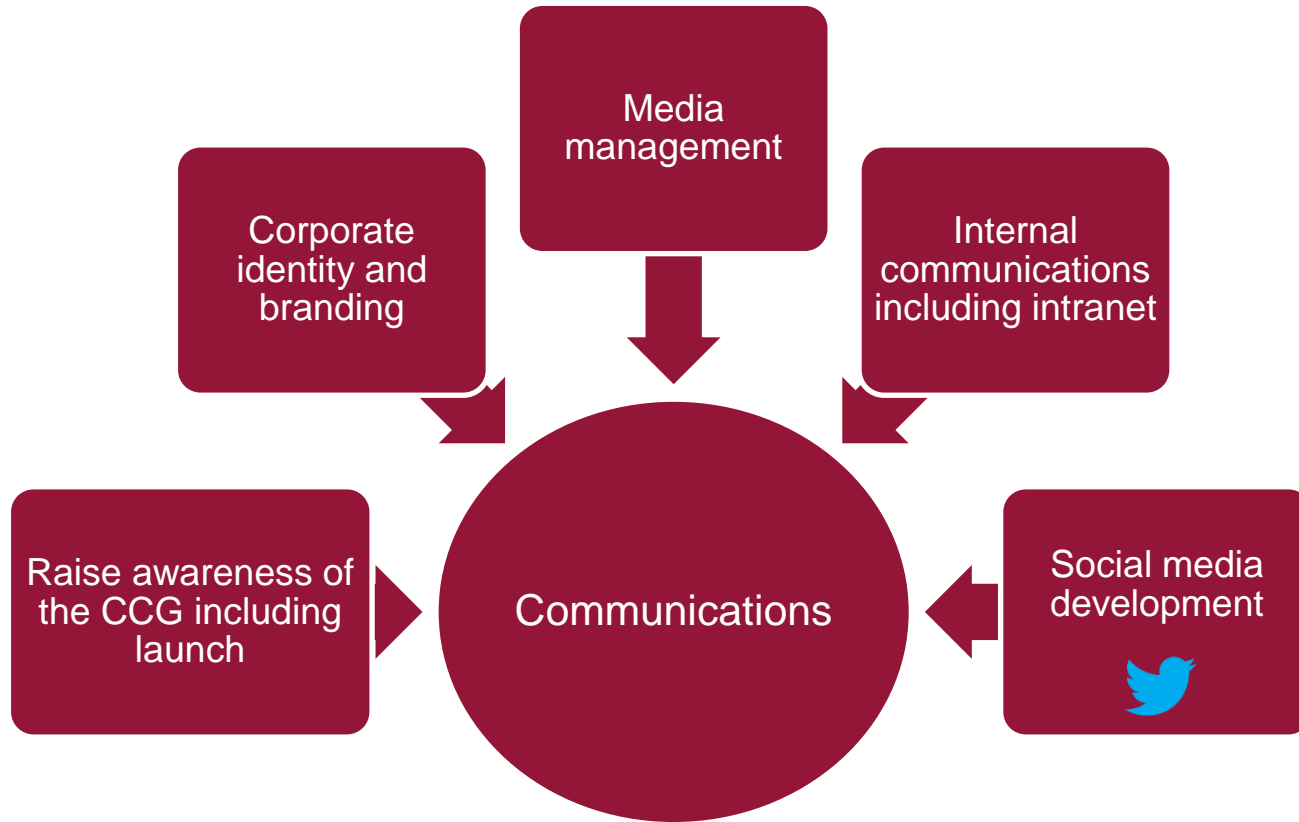 Media
management
Corporate
identity and
branding
Internal
communications
including intranet
Raise awareness of
the CCG including
launch
Communications
Social media
development